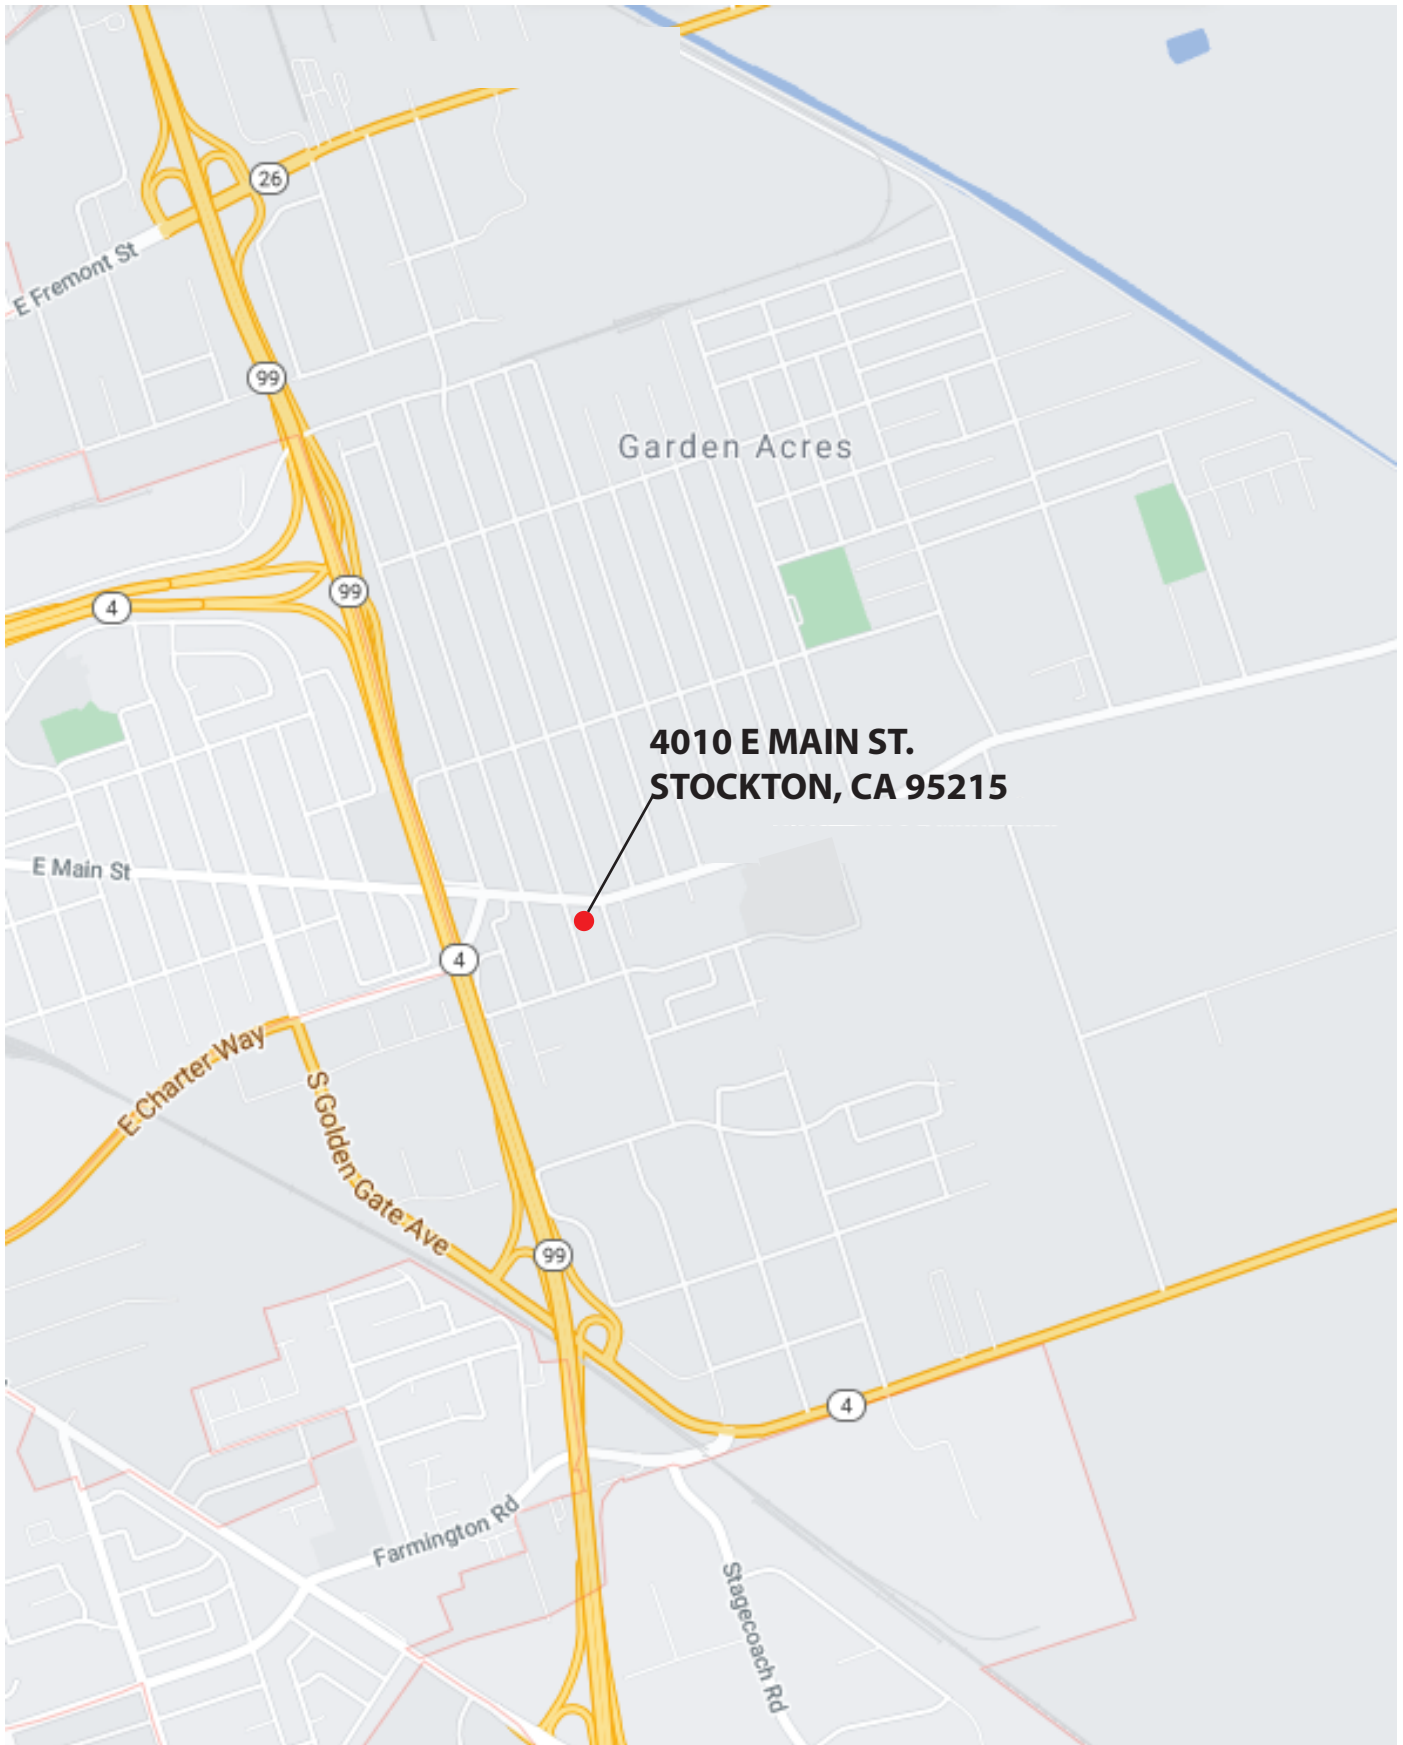 26
E Fremont St
99
Garden Acres
99
4
4010 E MAIN ST.
STOCKTON, CA 95215
E Main St
4
E Charter Way
S Golden Gate Ave
99
4
Farmington Rd
Stagecoach Rd